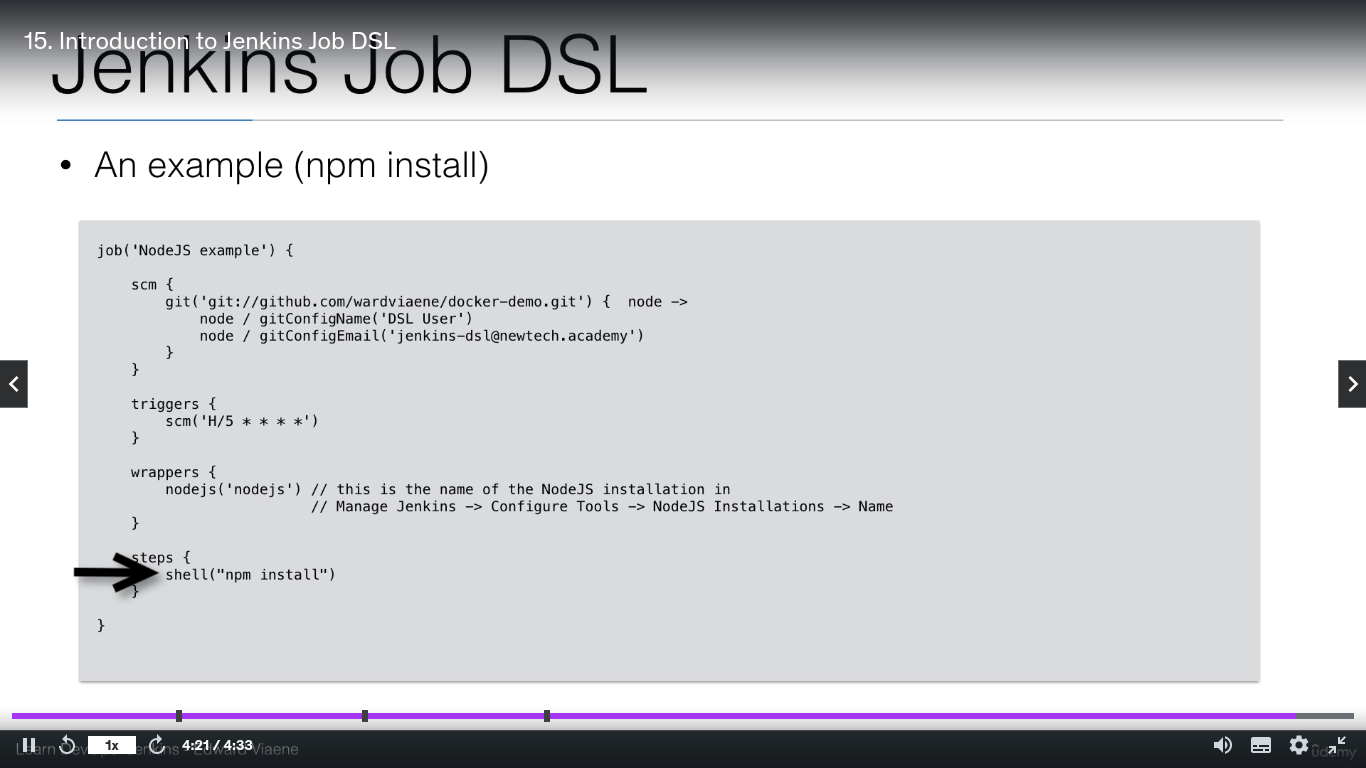 15. Introduction to Jenkins Job DSL
Jenkins Job DSL
• An example (npm install)
job('NodeJS example') {
scm {
git('git://github.com/wardviaene/docker-demo.git') {  node ->
node / gitConfigName('DSL User')
node / gitConfigEmail('jenkins-dsl@newtech.academy')
}
}
triggers {
scm('H/5 * * * *')
}
wrappers {
nodejs('nodejs') // this is the name of the NodeJS installation in
// Manage Jenkins -> Configure Tools -> NodeJS Installations -> Name
}
steps {
shell("npm install")
}
}
1x
4:21 / 4:33
Learn DevOps: Jenkins - Edward Viaene
ûdemy